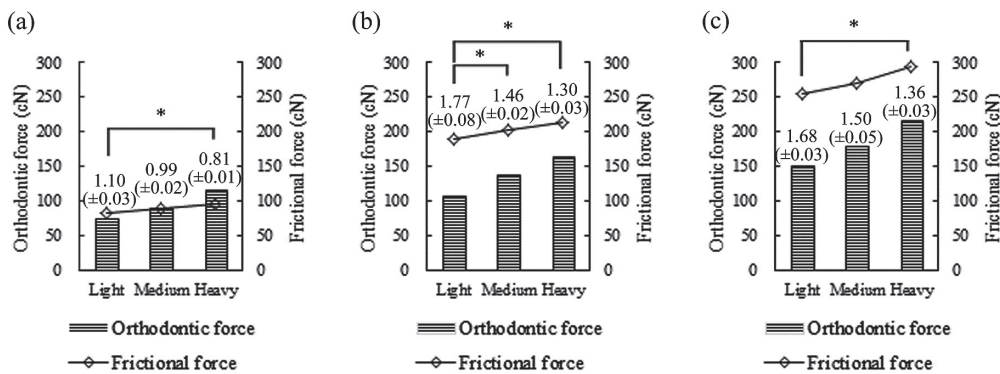 (a)
*
300 300
250 250
200 200
150 150
100 100
50 50
0 0
Orthodontic force (cN)
Frictional force (cN)
1.10
(±0.03)
0.99
(±0.02)
0.81
(±0.01)
Light Medium Heavy
Orthodontic force
Frictional force
(b)
*
*
300 300
250 250
200 200
150 150
100 100
50 50
0 0
Orthodontic force (cN)
Frictional force (cN)
1.77
(±0.08)
1.46
(±0.02)
1.30
(±0.03)
Light Medium Heavy
Orthodontic force
Frictional force
(c)
*
300 300
250 250
200 200
150 150
100 100
50 50
0 0
Orthodontic force (cN)
Frictional force (cN)
1.68
(±0.03)
1.50
(±0.05)
1.36
(±0.03)
Light Medium Heavy
Orthodontic force
Frictional force